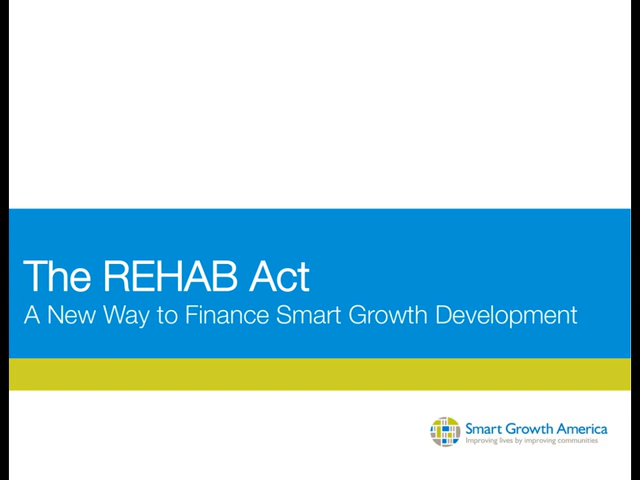 The REHAB Act
A New Way to Finance Smart Growth Development
Smart Growth America
Improving lives by improving communities